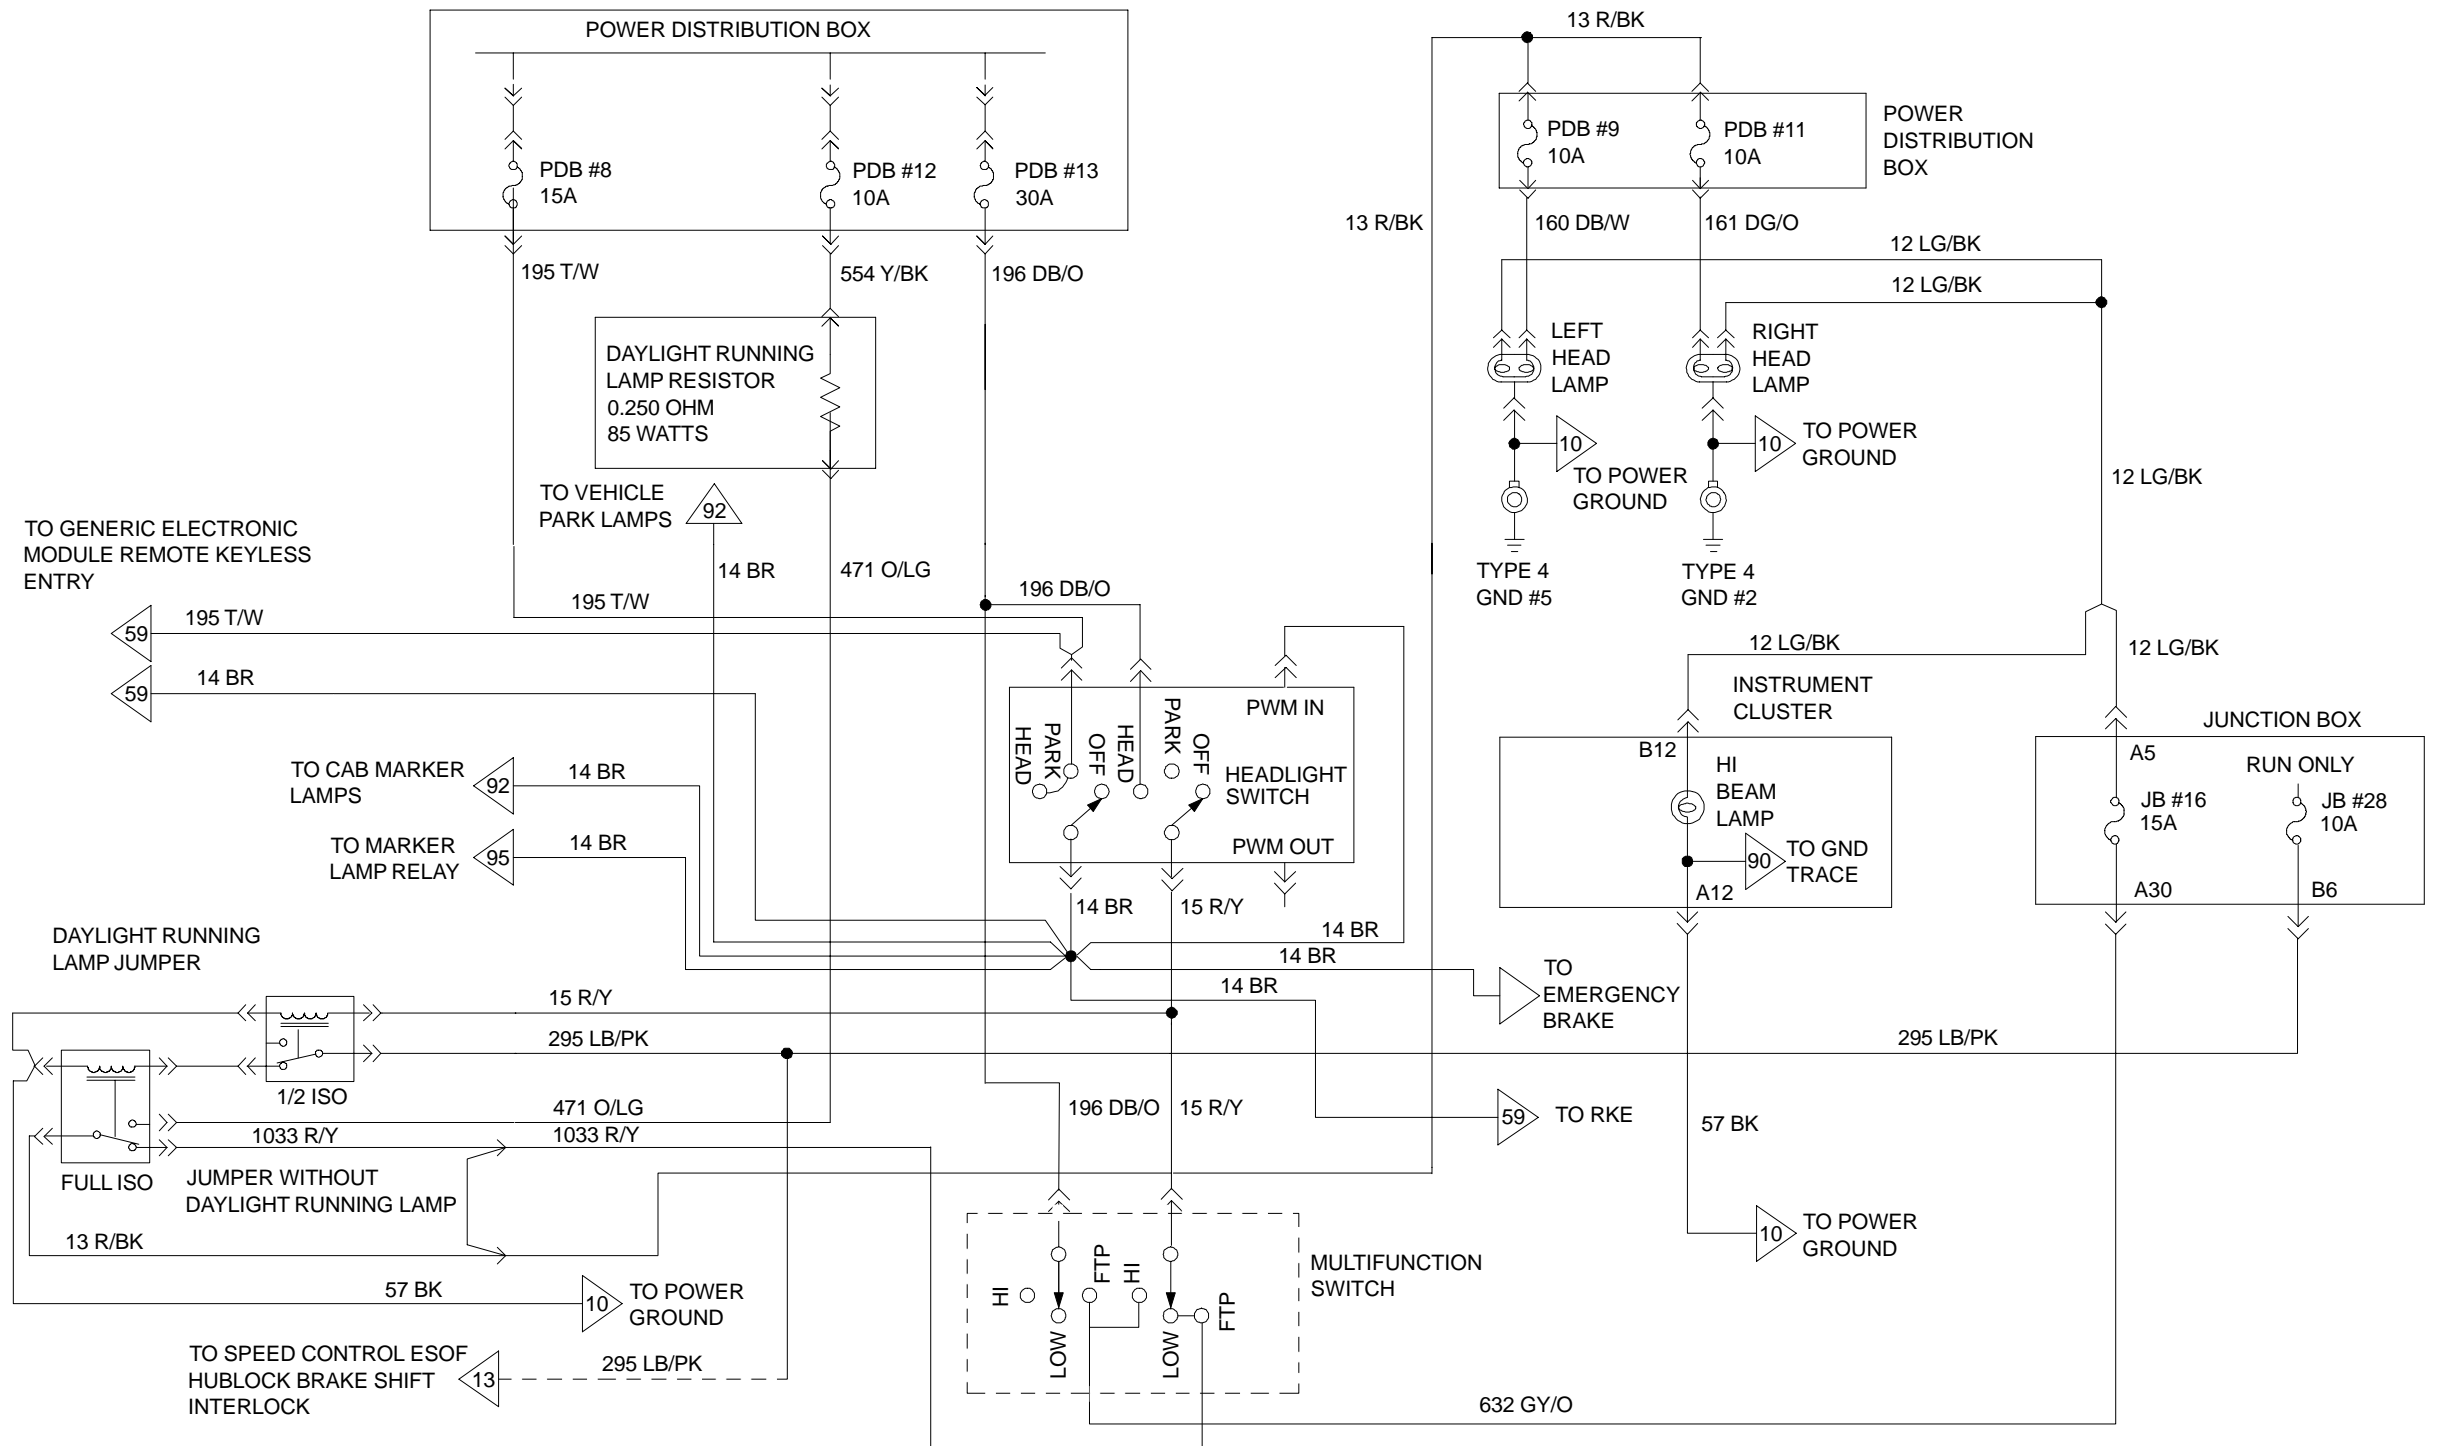 POWER DISTRIBUTION BOX
PDB #8
15A
PDB #12
10A
PDB #13
30A
195 T/W
554 Y/BK
196 DB/O
DAYLIGHT RUNNING
LAMP RESISTOR
0.250 OHM
85 WATTS
TO VEHICLE
PARK LAMPS
92
14 BR
471 O/LG
196 DB/O
195 T/W
TO GENERIC ELECTRONIC
MODULE REMOTE KEYLESS
ENTRY
59
195 T/W
59
14 BR
TO CAB MARKER
LAMPS
92
14 BR
TO MARKER
LAMP RELAY
95
14 BR
HEAD
PARK
OFF
HEAD
PARK
OFF
PWM IN
HEADLIGHT
SWITCH
PWM OUT
14 BR
15 R/Y
14 BR
14 BR
14 BR
TO
EMERGENCY
BRAKE
13 R/BK
13 R/BK
PDB #9
10A
PDB #11
10A
POWER
DISTRIBUTION
BOX
160 DB/W
161 DG/O
12 LG/BK
12 LG/BK
LEFT
HEAD
LAMP
RIGHT
HEAD
LAMP
10
TO POWER
GROUND
10
TO POWER
GROUND
TYPE 4
GND #5
TYPE 4
GND #2
12 LG/BK
12 LG/BK
12 LG/BK
INSTRUMENT
CLUSTER
B12
HI
BEAM
LAMP
90
TO GND
TRACE
A12
JUNCTION BOX
A5
RUN ONLY
JB #16
15A
JB #28
10A
A30
B6
DAYLIGHT RUNNING
LAMP JUMPER
15 R/Y
295 LB/PK
295 LB/PK
1/2 ISO
471 O/LG
1033 R/Y
1033 R/Y
FULL ISO
JUMPER WITHOUT
DAYLIGHT RUNNING LAMP
13 R/BK
57 BK
10
TO POWER
GROUND
TO SPEED CONTROL ESOF
HUBLOCK BRAKE SHIFT
INTERLOCK
13
295 LB/PK
196 DB/O
15 R/Y
59
TO RKE
57 BK
10
TO POWER
GROUND
HI
LOW
FTP
HI
LOW
FTP
MULTIFUNCTION
SWITCH
632 GY/O